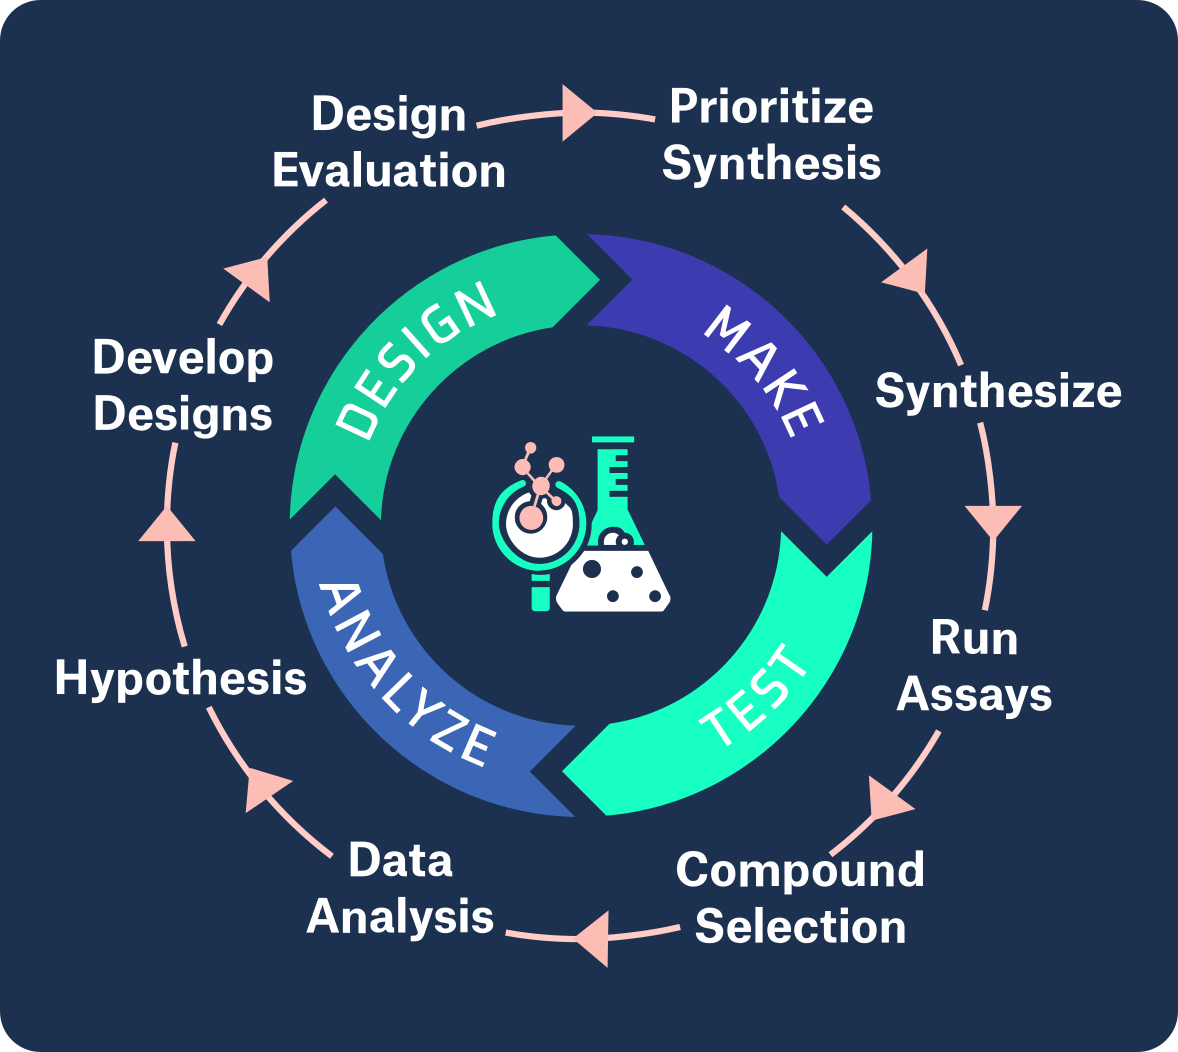 Design
Evaluation
Prioritize
Synthesis
Synthesize
Run
Assays
Compound
Selection
Data
Analysis
Hypothesis
Develop
Designs
DESIGN
MAKE
TEST
ANALYZE